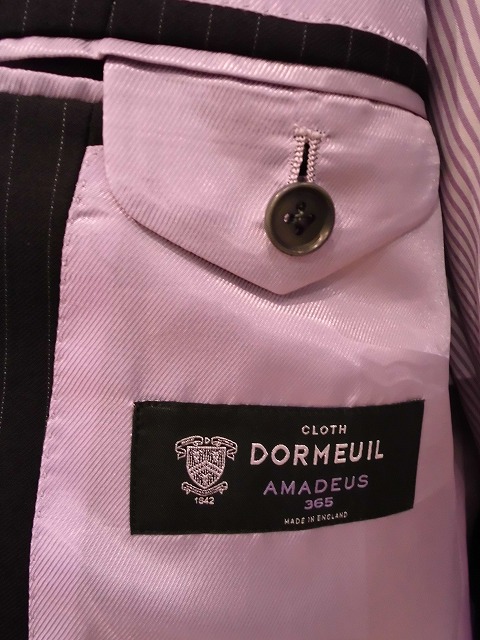 CLOTH
DORMEUIL
AMADEUS
365
MADE IN ENGLAND
D
1842